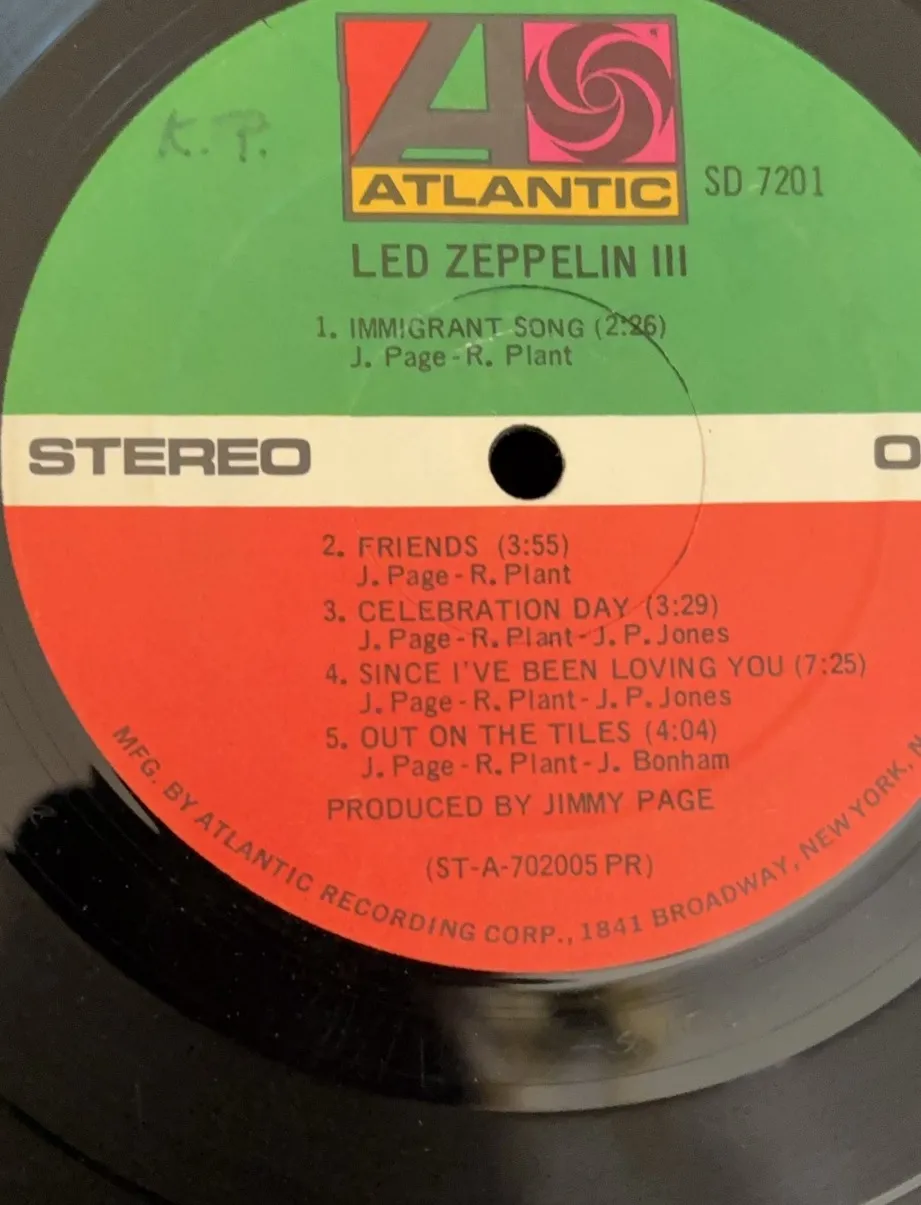 K.P.
ATLANTIC
SD 7201
LED ZEPPELIN III
1. IMMIGRANT SONG (2:26)
J. Page - R. Plant
STEREO
2. FRIENDS (3:55)
J. Page - R. Plant
3. CELEBRATION DAY (3:29)
J. Page - R. Plant - J. P. Jones
4. SINCE I'VE BEEN LOVING YOU (7:25)
J. Page - R. Plant - J. P. Jones
5. OUT ON THE TILES (4:04)
J. Page - R. Plant - J. Bonham
PRODUCED BY JIMMY PAGE
(ST-A-702005 PR)
MFG. BY ATLANTIC RECORDING CORP., 1841 BROADWAY, NEW YORK, N